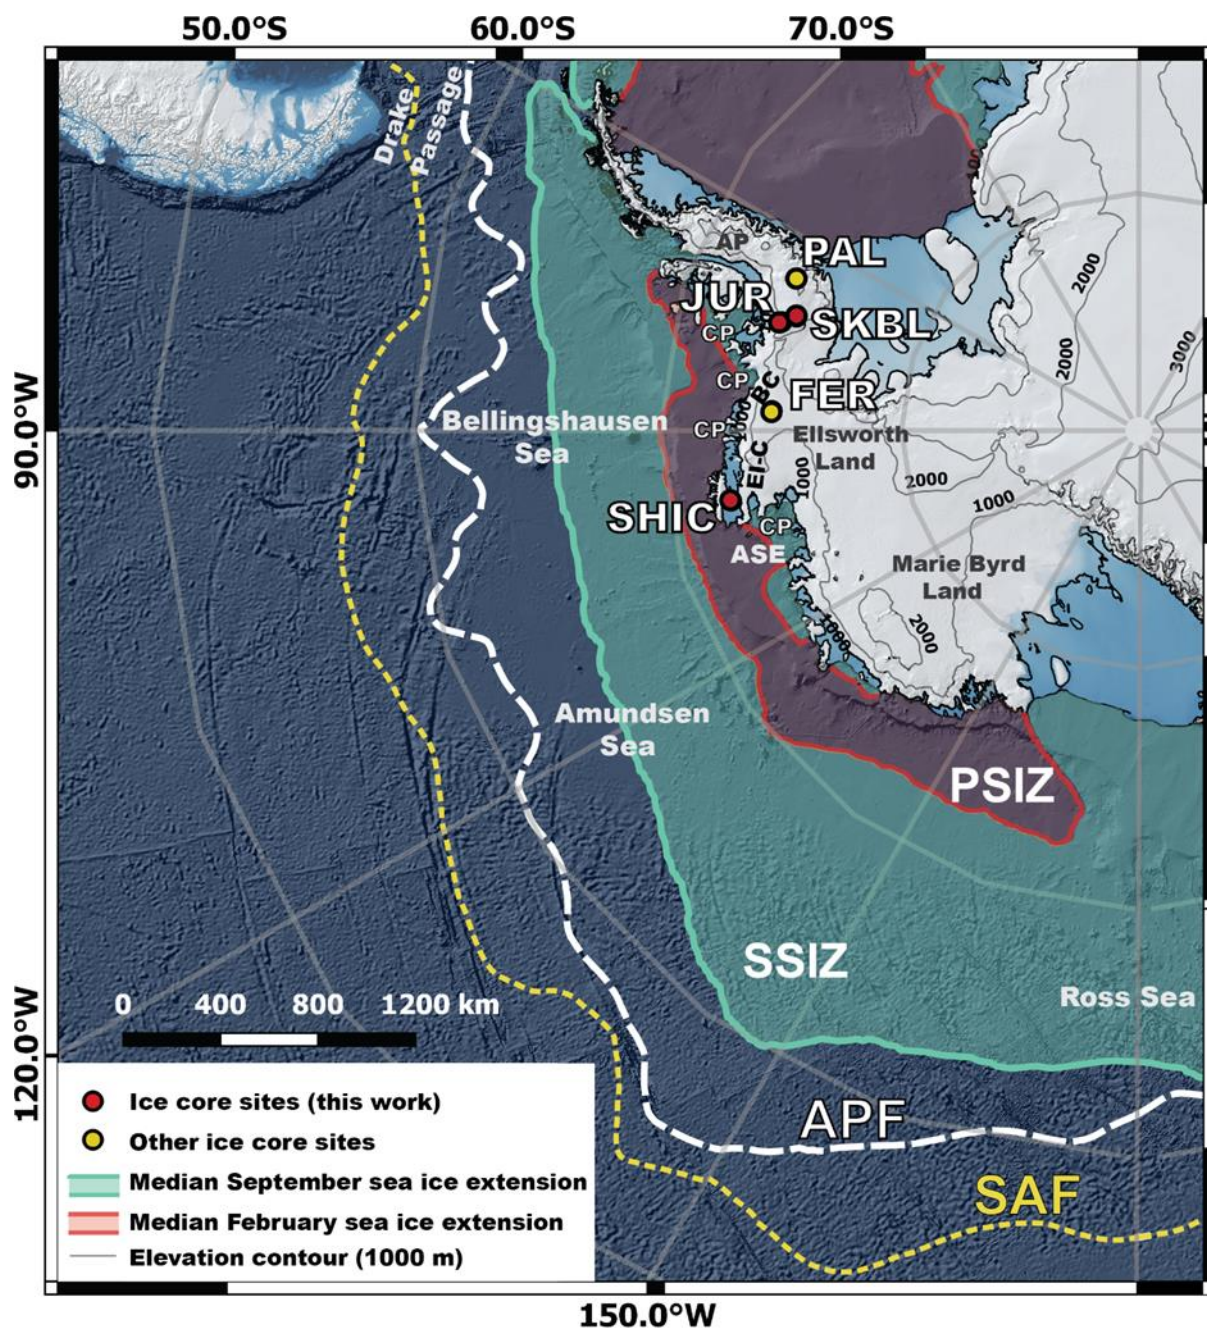 50.0°S
60.0°S
70.0°S
Drake
Passage
AP
PAL
2000
JUR
SKBL
CP
2000
3000
CP
BC
FER
90.0°W
Bellingshausen
Sea
CP
1000
Ellsworth
Land
EI-C
1000
2000
1000
SHIC
CP
ASE
Marie Byrd
Land
1000
2000
Amundsen
Sea
PSIZ
SSIZ
Ross Sea
0 400 800 1200 km
120.0°W
Ice core sites (this work)
Other ice core sites
Median September sea ice extension
Median February sea ice extension
Elevation contour (1000 m)
APF
SAF
150.0°W